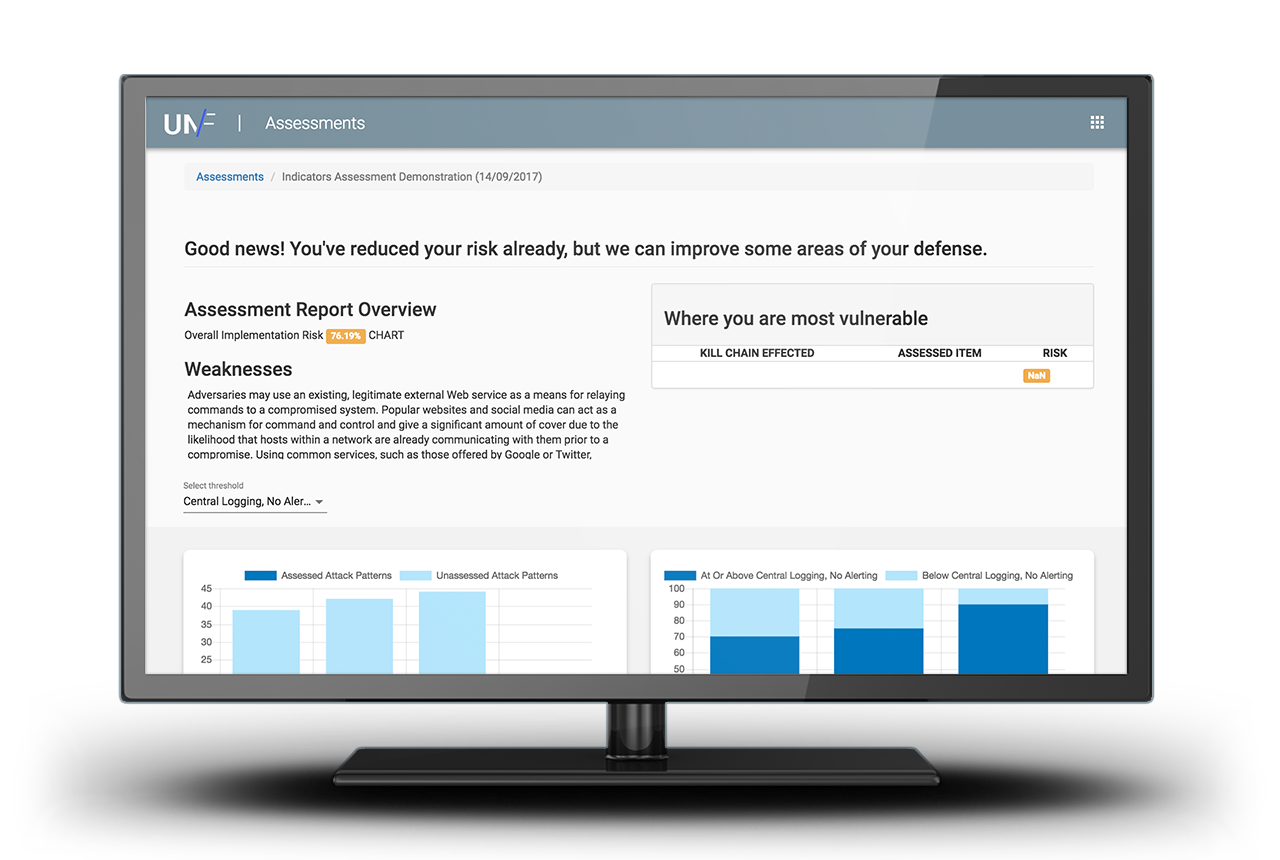 UNF | Assessments
Assessments / Indicators Assessment Demonstration (14/09/2017)
Good news! You've reduced your risk already, but we can improve some areas of your defense.
Assessment Report Overview
Overall Implementation Risk 76.19% CHART
Weaknesses
Adversaries may use an existing, legitimate external Web service as a means for relaying
commands to a compromised system. Popular websites and social media can act as a
mechanism for command and control and give a significant amount of cover due to the
likelihood that hosts within a network are already communicating with them prior to a
compromise. Using common services, such as those offered by Google or Twitter,
Select threshold
Central Logging, No Aler...
Where you are most vulnerable
KILL CHAIN EFFECTED ASSESSED ITEM RISK
NaN
Assessed Attack Patterns Unassessed Attack Patterns
45
40
35
30
25
At Or Above Central Logging, No Alerting Below Central Logging, No Alerting
100
90
80
70
60
50